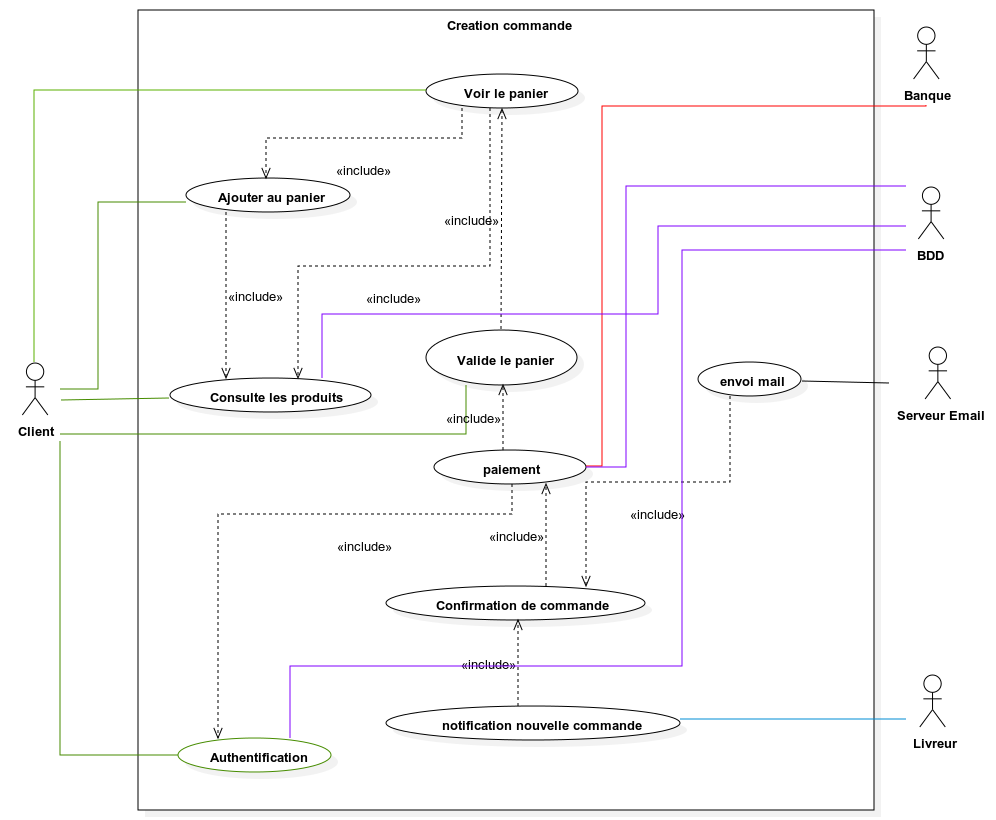 Creation commande
Banque
Voir le panier
«include»
Ajouter au panier
«include»
BDD
«include»
«include»
Valide le panier
envoi mail
Consulte les produits
Serveur Email
«include»
Client
paiement
«include»
«include»
«include»
Confirmation de commande
«include»
notification nouvelle commande
Livreur
Authentification